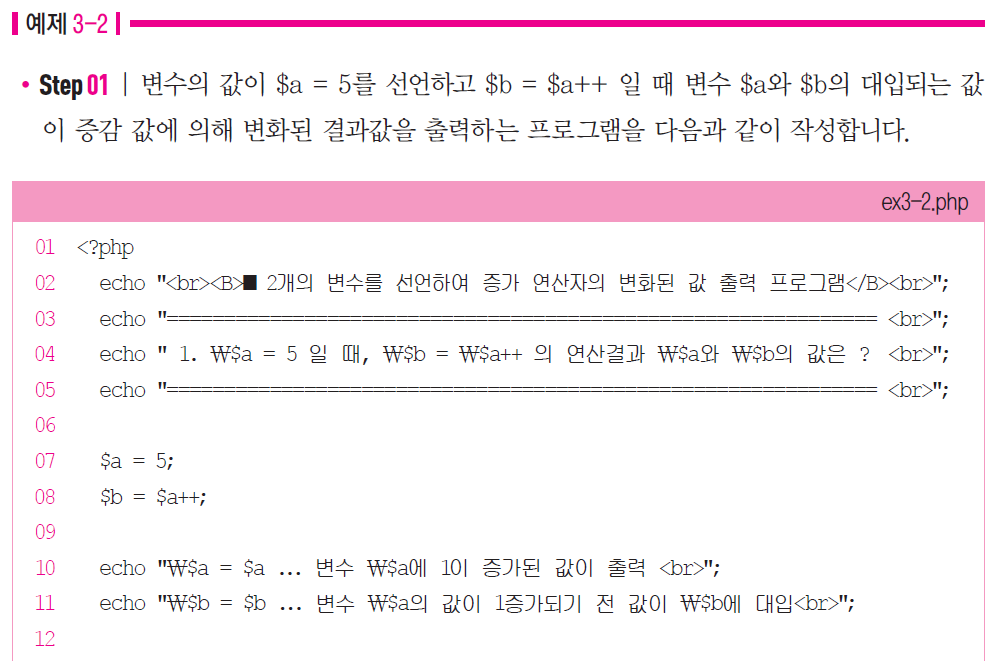 예제 3-2
• Step 01 | 변수의 값이 $a = 5를 선언하고 $b = $a++ 일 때 변수 $a와 $b의 대입되는 값
이 증감 값에 의해 변화된 결과값을 출력하는 프로그램을 다음과 같이 작성합니다.
ex3-2.php
01 <?php
02 echo "<br><B>■ 2개의 변수를 선언하여 증가 연산자의 변화된 값 출력 프로그램</B><br>";
03 echo "============================================================== <br>";
04 echo " 1. ₩$a = 5 일 때, ₩$b = ₩$a++ 의 연산결과 ₩$a와 ₩$b의 값은 ? <br>";
05 echo "============================================================== <br>";
06
07 $a = 5;
08 $b = $a++;
09
10 echo "₩$a = $a ... 변수 ₩$a에 1이 증가된 값이 출력 <br>";
11 echo "₩$b = $b ... 변수 ₩$a의 값이 1증가되기 전 값이 ₩$b에 대입<br>";
12